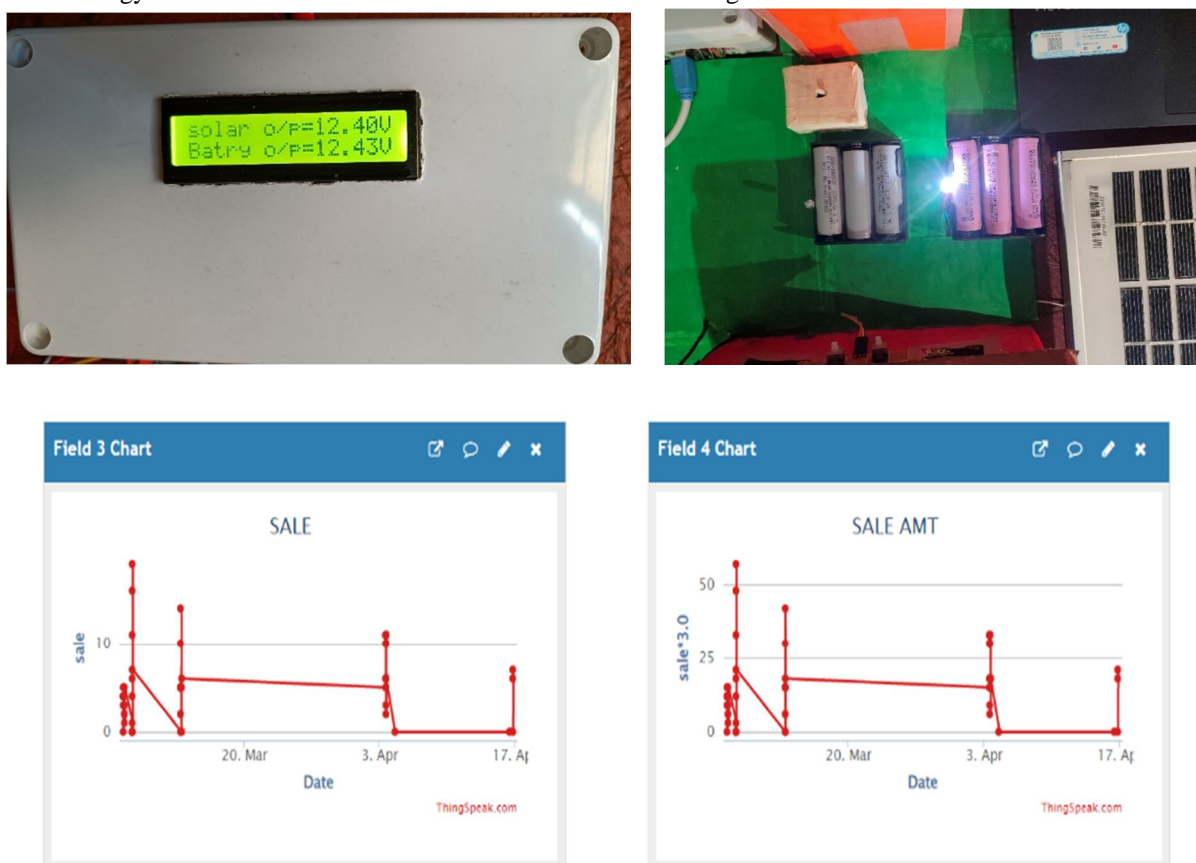 solar o/p=12.40V
Batry o/p=12.43V
Field 3 Chart
SALE
sale
10
0
20. Mar
3. Apr
17. Ap
Date
ThingSpeak.com
Field 4 Chart
SALE AMT
sale*3.0
50
25
0
20. Mar
3. Apr
17. Ap
Date
ThingSpeak.com